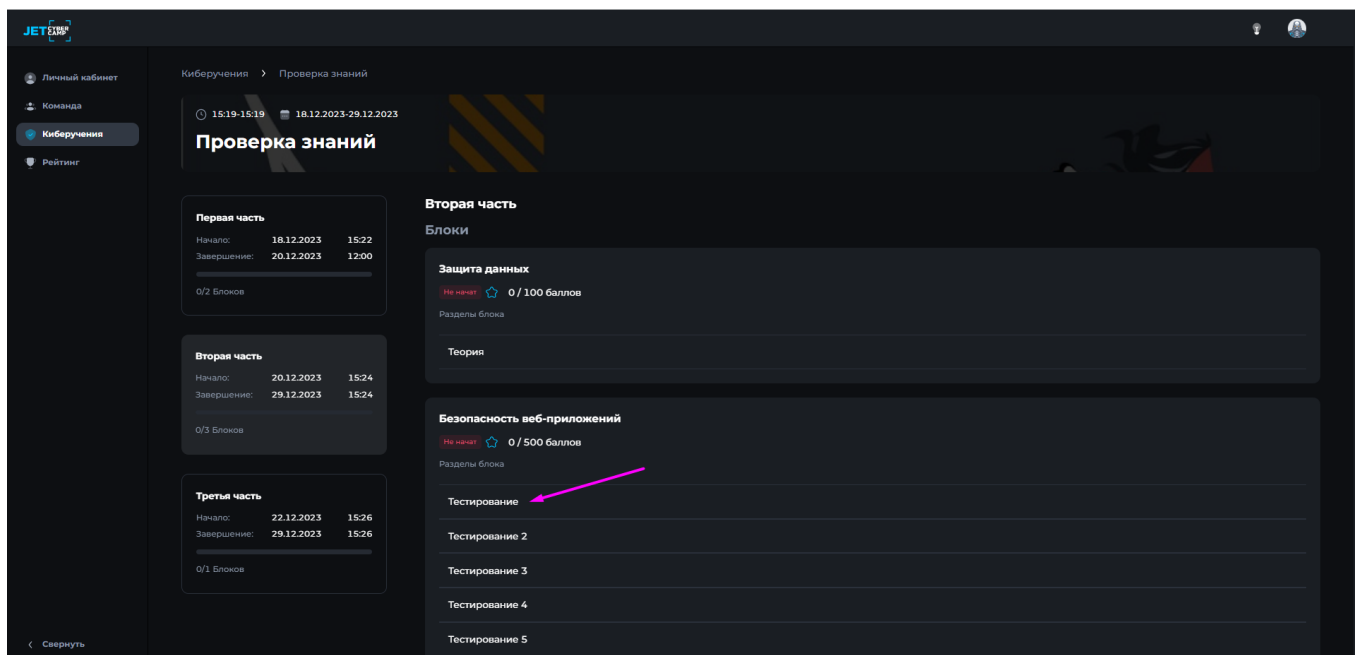 JET CYBER CAMP
Личный кабинет
Команда
Киберучения
Рейтинг
Свернуть
Киберучения > Проверка знаний
15:19-15:19 18.12.2023-29.12.2023
Проверка знаний
Первая часть
Начало: 18.12.2023 15:22
Завершение: 20.12.2023 12:00
0/2 Блоков
Вторая часть
Начало: 20.12.2023 15:24
Завершение: 29.12.2023 15:24
0/3 Блоков
Третья часть
Начало: 22.12.2023 15:26
Завершение: 29.12.2023 15:26
0/1 Блоков
Вторая часть
Блоки
Защита данных
Не начат 0 / 100 баллов
Разделы блока
Теория
Безопасность веб-приложений
Не начат 0 / 500 баллов
Разделы блока
Тестирование
Тестирование 2
Тестирование 3
Тестирование 4
Тестирование 5